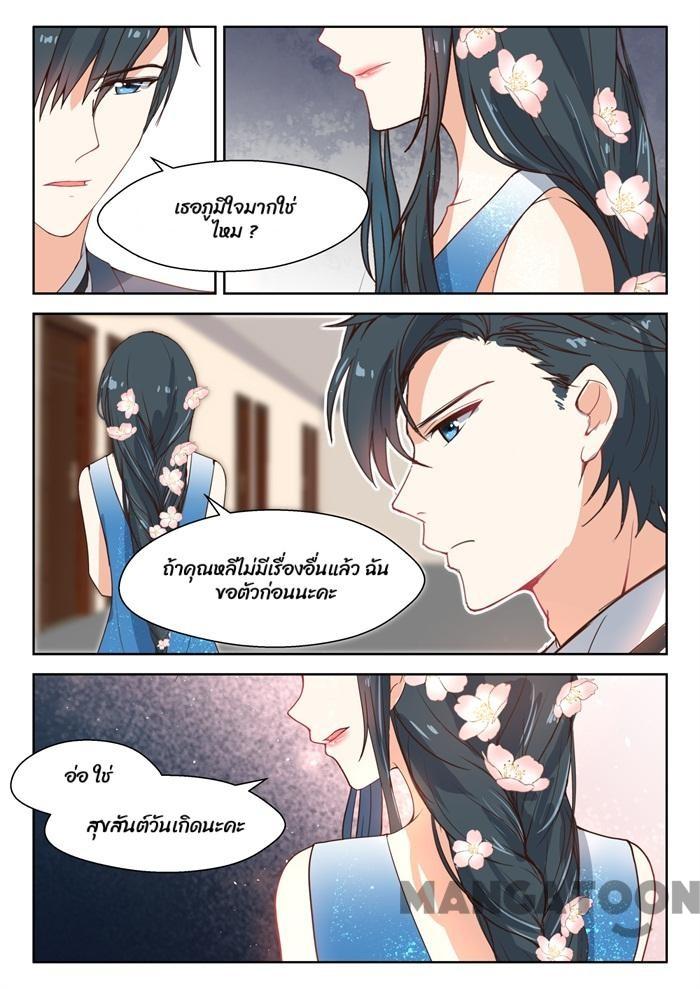 เธอภูมิใจมากใช่
ไหม ?
ถ้าคุณหลีไม่มีเรื่องอื่นแล้ว ฉัน
ขอตัวก่อนนะคะ
อ่อ ใช่
สุขสันต์วันเกิดนะคะ
MANGATOON